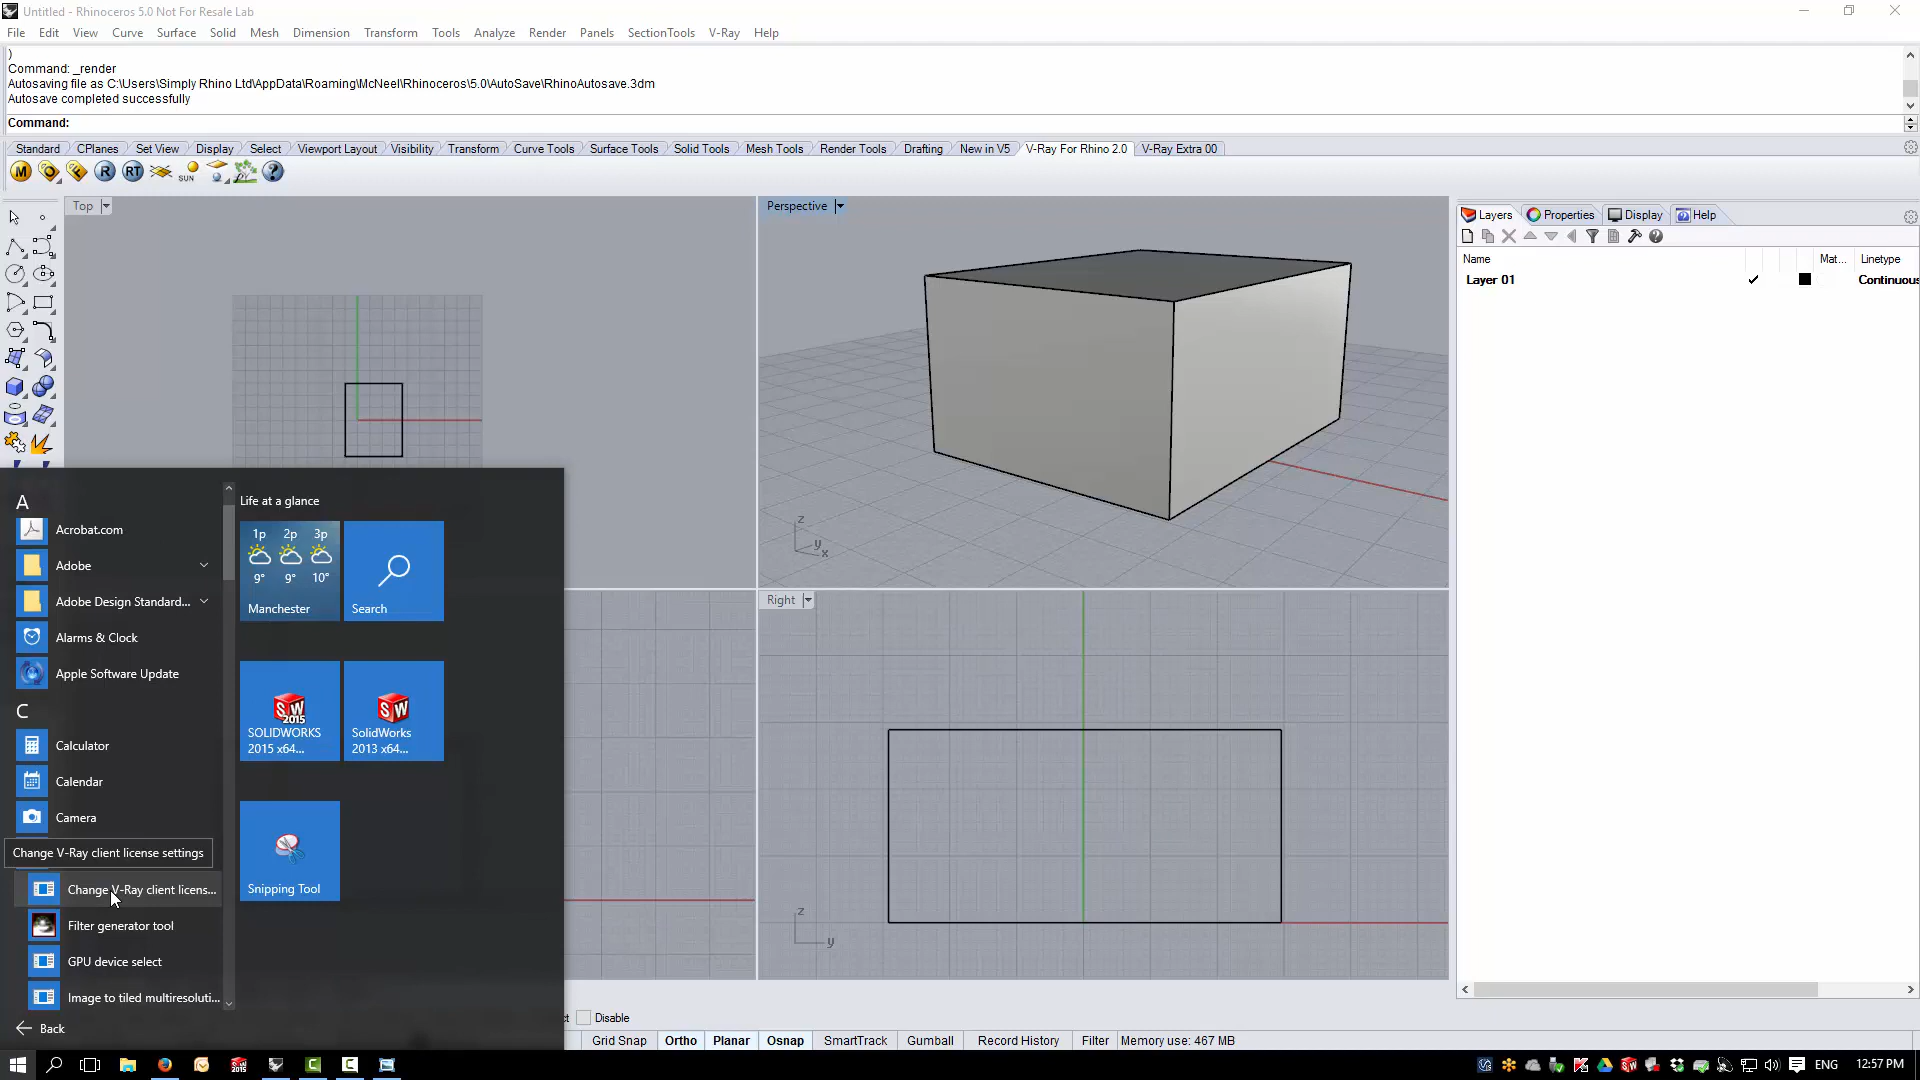 Untitled - Rhinoceros 5.0 Not For Resale Lab
File Edit View Curve Surface Solid Mesh Dimension Transform Tools Analyze Render Panels SectionTools V-Ray Help
)
Command: _render
Autosaving file as C:\Users\Simply Rhino Ltd\AppData\Roaming\McNeel\Rhinoceros\5.0\AutoSave\RhinoAutosave.3dm
Autosave completed successfully
Command:
Standard CPlanes Set View Display Select Viewport Layout Visibility Transform Curve Tools Surface Tools Solid Tools Mesh Tools Render Tools Drafting New in V5 V-Ray For Rhino 2.0 V-Ray Extra 00
M R RT SUN ?
Top
Perspective
Layers Properties Display Help
Name Mat... Linetype
Layer 01 Continuous
z
y
x
A
Acrobat.com
Adobe
Adobe Design Standard...
Alarms & Clock
Apple Software Update
C
Calculator
Calendar
Camera
Change V-Ray client license settings
Change V-Ray client licens...
Filter generator tool
GPU device select
Image to tiled multiresoluti...
Back
Life at a glance
1p 2p 3p
9° 9° 10°
Manchester
Search
SW 2015
SOLIDWORKS 2015 x64...
SW
SolidWorks 2013 x64...
Snipping Tool
Right
z
y
Disable
Grid Snap Ortho Planar Osnap SmartTrack Gumball Record History Filter Memory use: 467 MB
ENG 12:57 PM